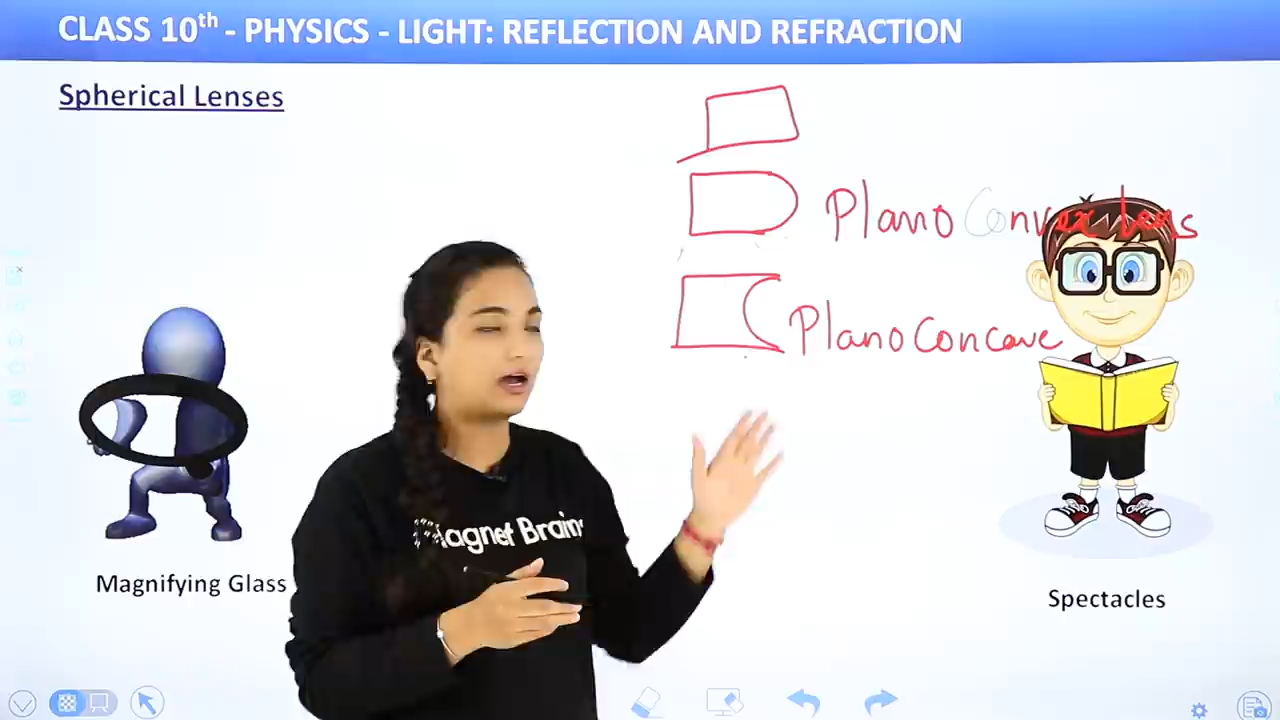 CLASS 10th - PHYSICS - LIGHT: REFLECTION AND REFRACTION
Spherical Lenses
Plano Convex lens
Plano Concave
Magnet Brains
Magnifying Glass
Spectacles